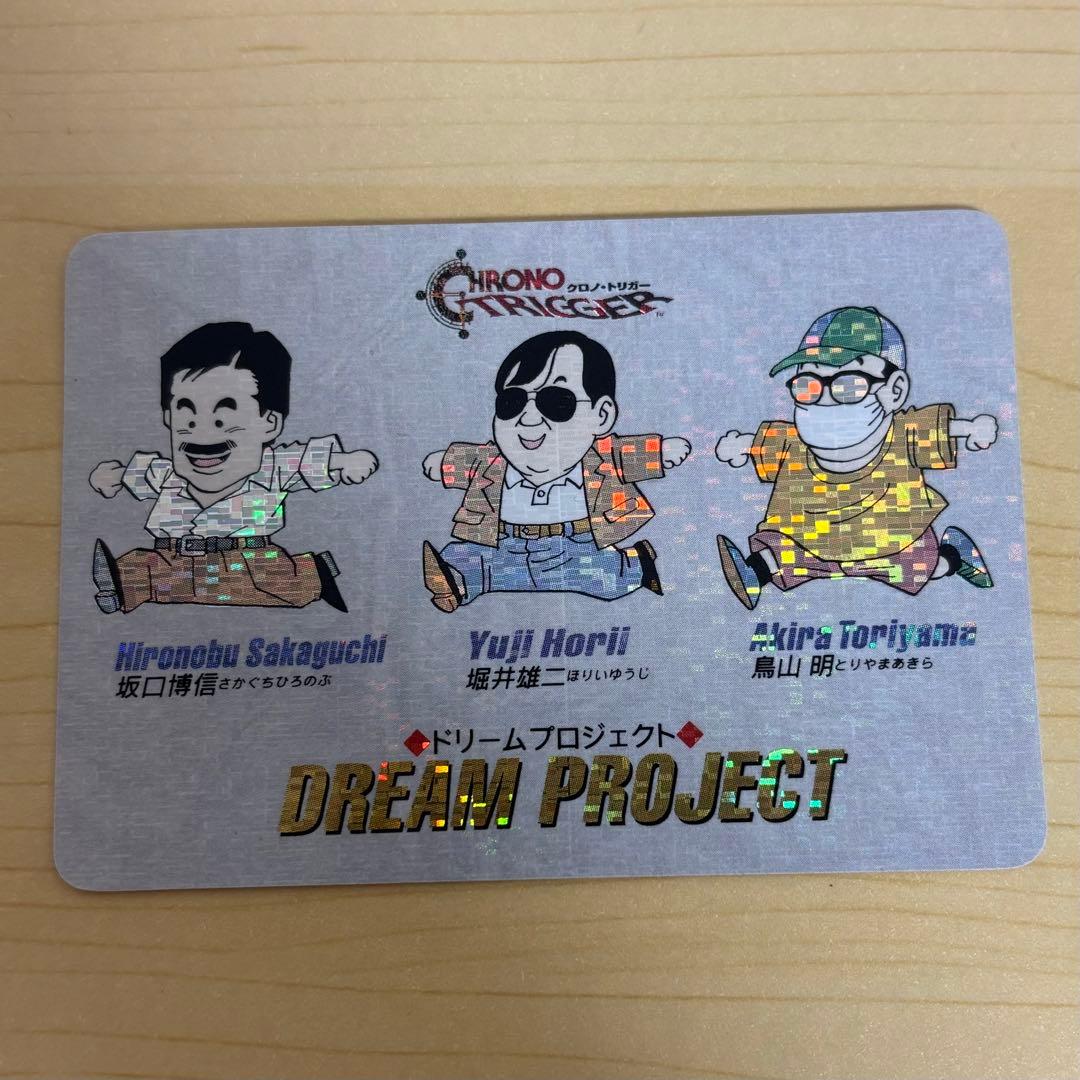 CHRONO
クロノ・トリガー
TRIGGER
Hironobu Sakaguchi
坂口博信さかぐちひろのぶ
Yuji Horii
堀井雄二ほりいゆうじ
Akira Toriyama
鳥山 明とりやまあきら
◆ドリームプロジェクト◆
DREAM PROJECT